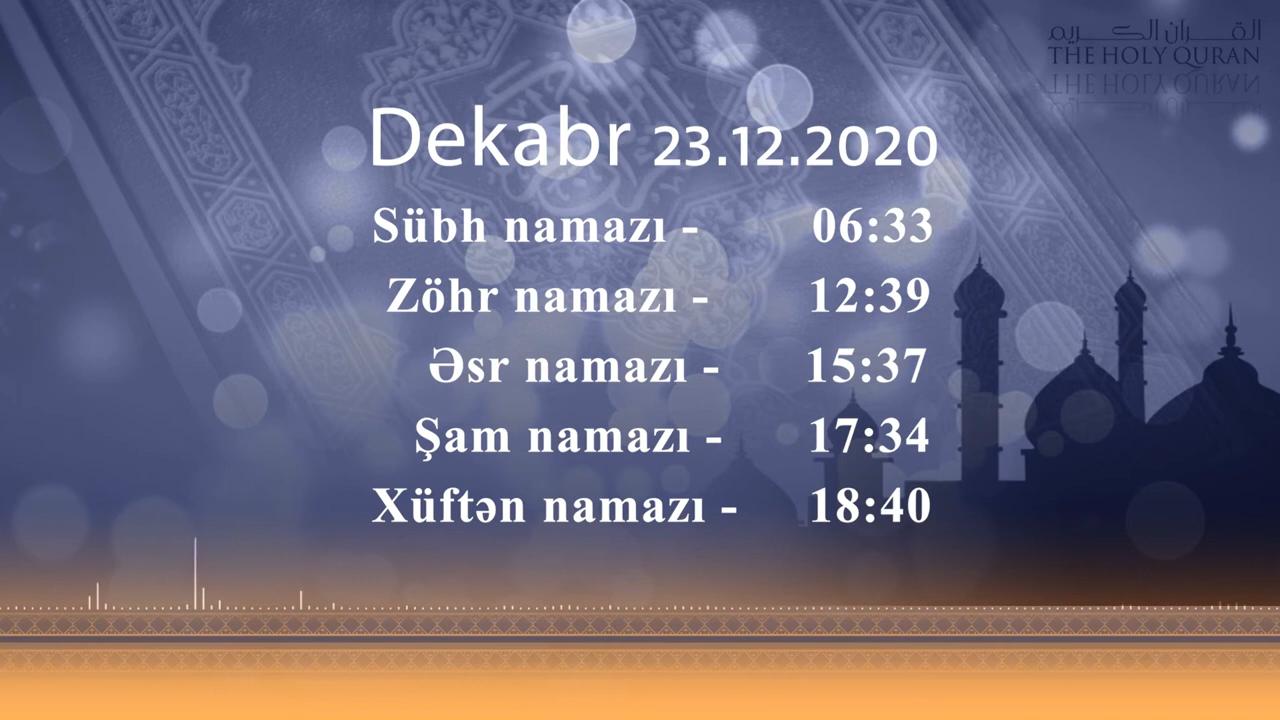 القرآن الكريم
THE HOLY QURAN
Dekabr 23.12.2020
Sübh namazı - 06:33
Zöhr namazı - 12:39
Əsr namazı - 15:37
Şam namazı - 17:34
Xüftən namazı - 18:40